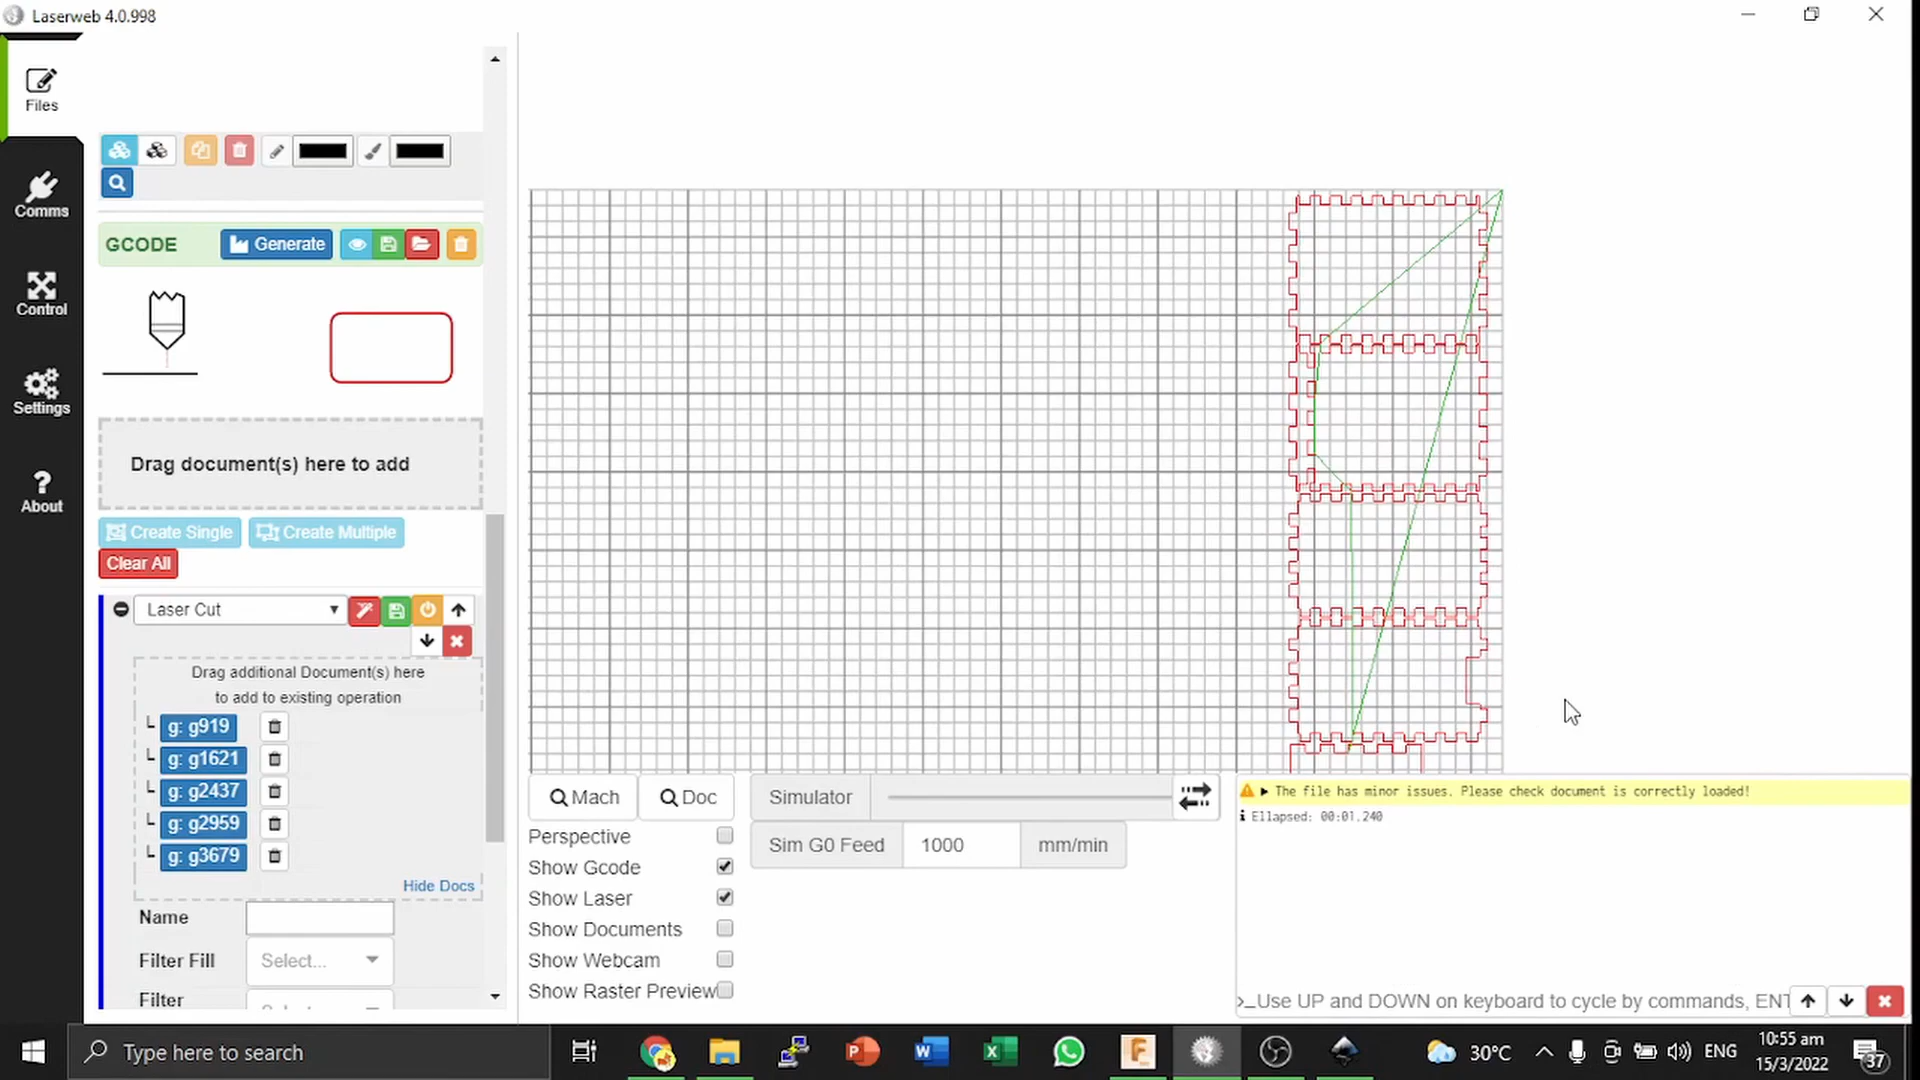 Laserweb 4.0.998
Files
Comms
Control
Settings
About
GCODE
Generate
Drag document(s) here to add
Create Single
Create Multiple
Clear All
Laser Cut
Drag additional Document(s) here
to add to existing operation
g: g919
g: g1621
g: g2437
g: g2959
g: g3679
Hide Docs
Name
Filter Fill
Select...
Filter
Mach
Doc
Simulator
Perspective
Show Gcode
Show Laser
Show Documents
Show Webcam
Show Raster Preview
Sim G0 Feed
1000
mm/min
The file has minor issues. Please check document is correctly loaded!
Ellapsed: 00:01.240
>_Use UP and DOWN on keyboard to cycle by commands, ENT
Type here to search
30°C
ENG
10:55 am
15/3/2022
37